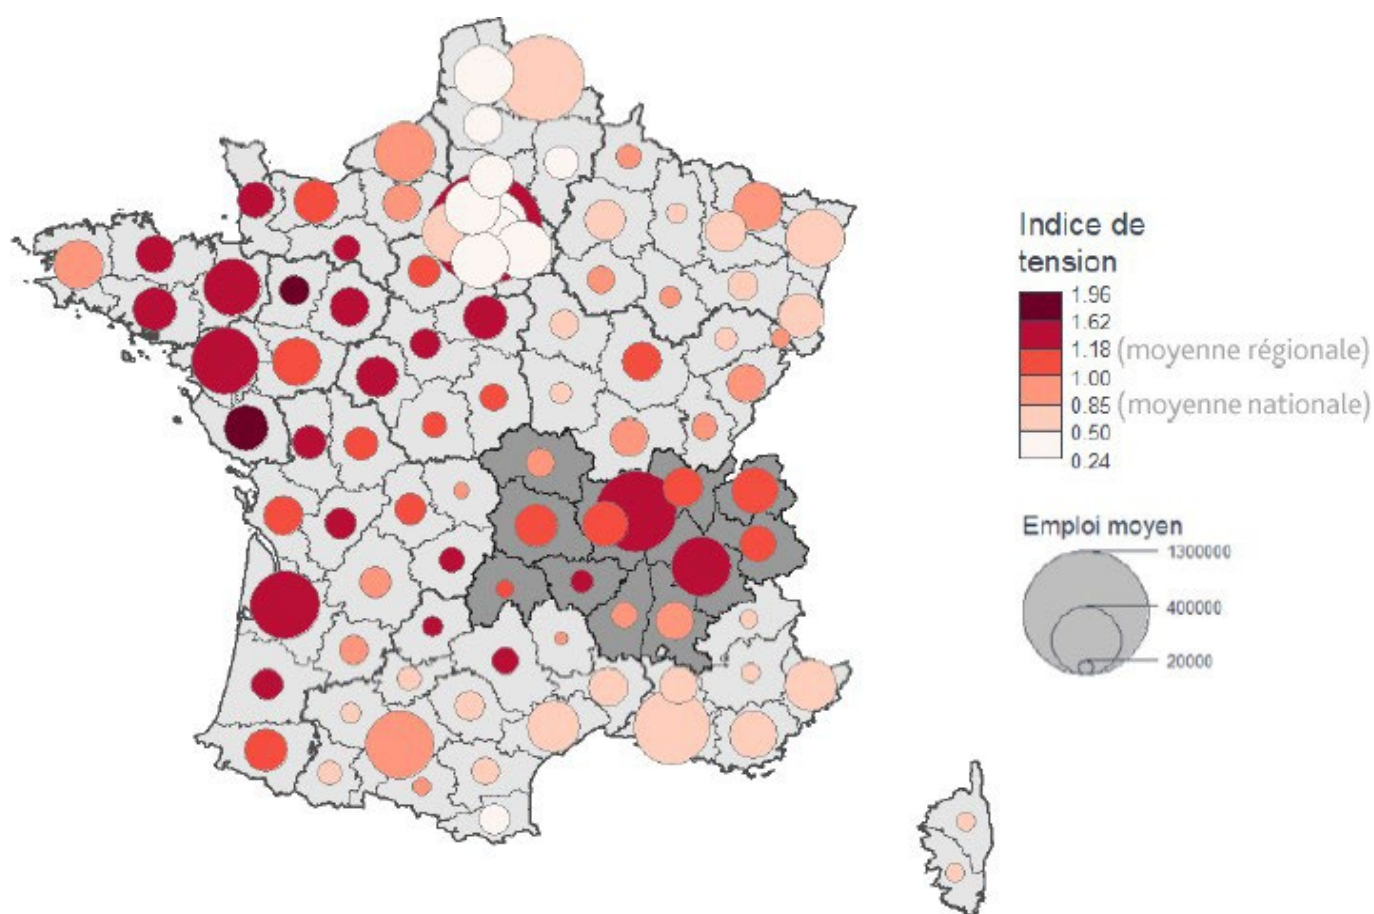 Indice de
tension
1.96
1.62
1.18 (moyenne régionale)
1.00
0.85 (moyenne nationale)
0.50
0.24
Emploi moyen
1300000
400000
20000